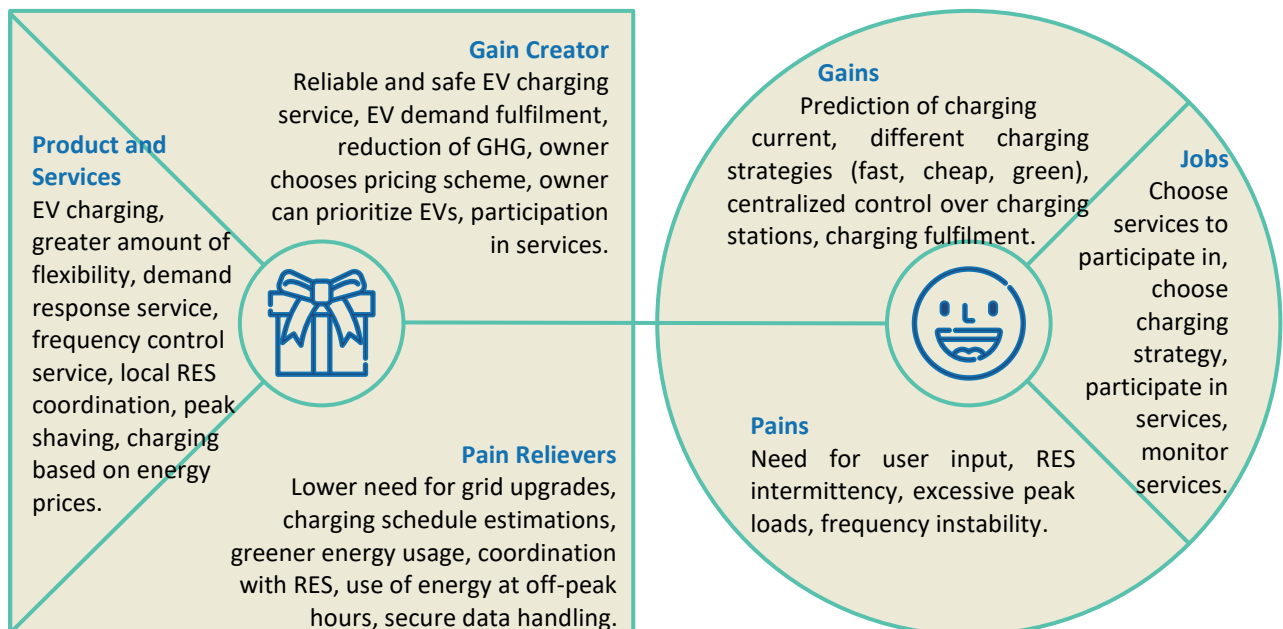 Gain Creator
Reliable and safe EV charging
service, EV demand fulfilment,
reduction of GHG, owner
chooses pricing scheme, owner
can prioritize EVs, participation
in services.
Product and
Services
EV charging,
greater amount of
flexibility, demand
response service,
frequency control
service, local RES
coordination, peak
shaving, charging
based on energy
prices.
Pain Relievers
Lower need for grid upgrades,
charging schedule estimations,
greener energy usage, coordination
with RES, use of energy at off-peak
hours, secure data handling.
Gains
Prediction of charging
current, different charging
strategies (fast, cheap, green),
centralized control over charging
stations, charging fulfilment.
Jobs
Choose
services to
participate in,
choose
charging
strategy,
participate in
services,
monitor
services.
Pains
Need for user input, RES
intermittency, excessive peak
loads, frequency instability.